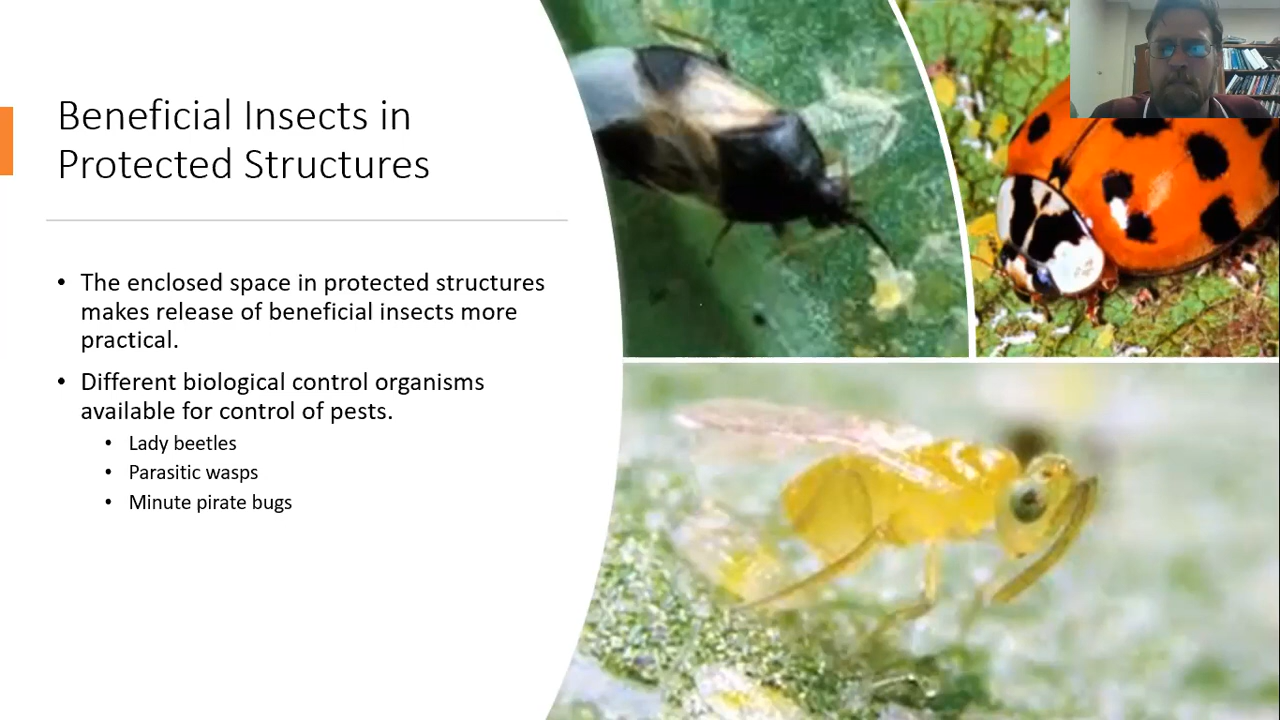 Beneficial Insects in
Protected Structures
• The enclosed space in protected structures
makes release of beneficial insects more
practical.
• Different biological control organisms
available for control of pests.
• Lady beetles
• Parasitic wasps
• Minute pirate bugs